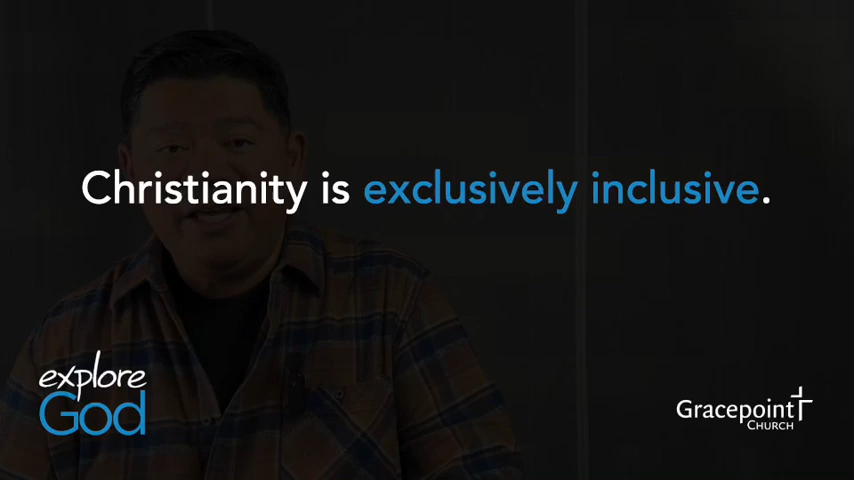 Christianity is exclusively inclusive.
explore
God
Gracepoint
CHURCH